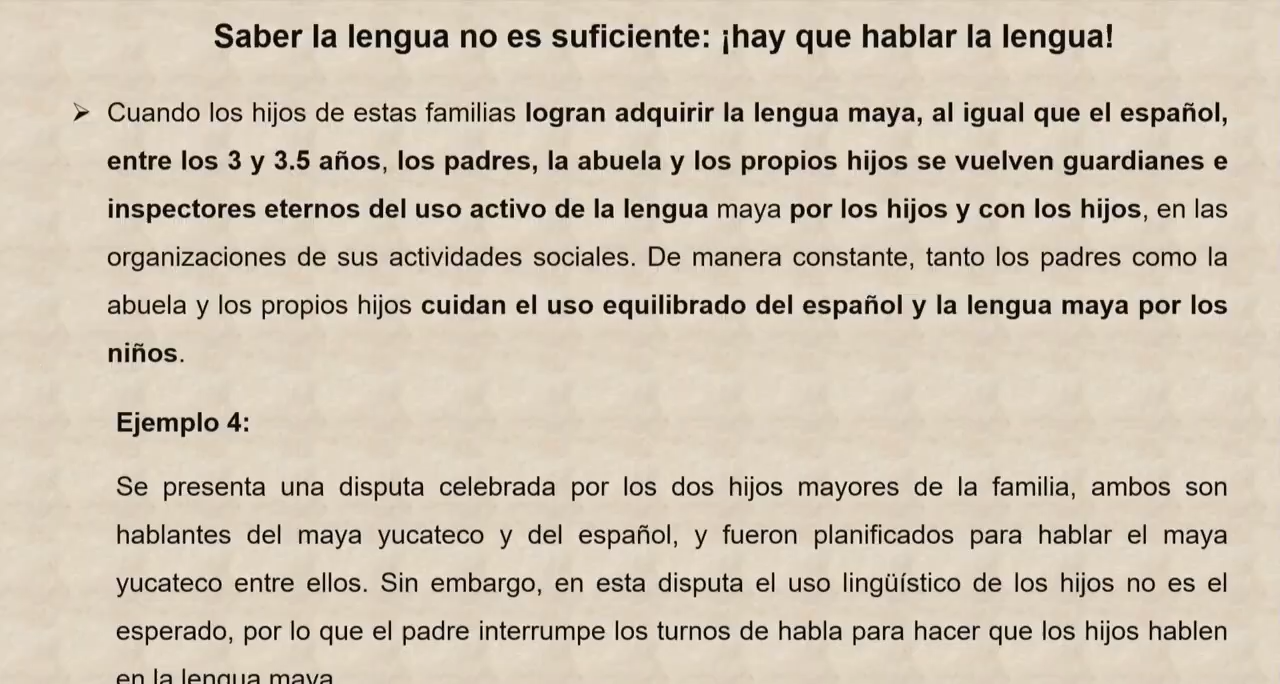 Saber la lengua no es suficiente: ¡hay que hablar la lengua!
➢ Cuando los hijos de estas familias logran adquirir la lengua maya, al igual que el español,
entre los 3 y 3.5 años, los padres, la abuela y los propios hijos se vuelven guardianes e
inspectores eternos del uso activo de la lengua maya por los hijos y con los hijos, en las
organizaciones de sus actividades sociales. De manera constante, tanto los padres como la
abuela y los propios hijos cuidan el uso equilibrado del español y la lengua maya por los
niños.
Ejemplo 4:
Se presenta una disputa celebrada por los dos hijos mayores de la familia, ambos son
hablantes del maya yucateco y del español, y fueron planificados para hablar el maya
yucateco entre ellos. Sin embargo, en esta disputa el uso lingüístico de los hijos no es el
esperado, por lo que el padre interrumpe los turnos de habla para hacer que los hijos hablen
en la lengua maya